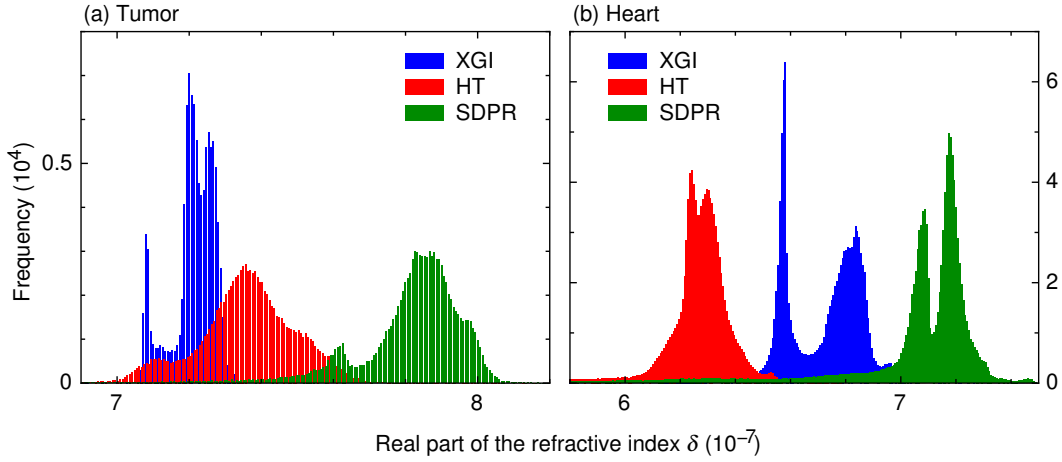 (a) Tumor
XGI
HT
SDPR
0.5
0
7
8
Frequency (10⁴)
(b) Heart
XGI
HT
SDPR
6
4
2
0
6
7
Real part of the refractive index δ (10⁻⁷)